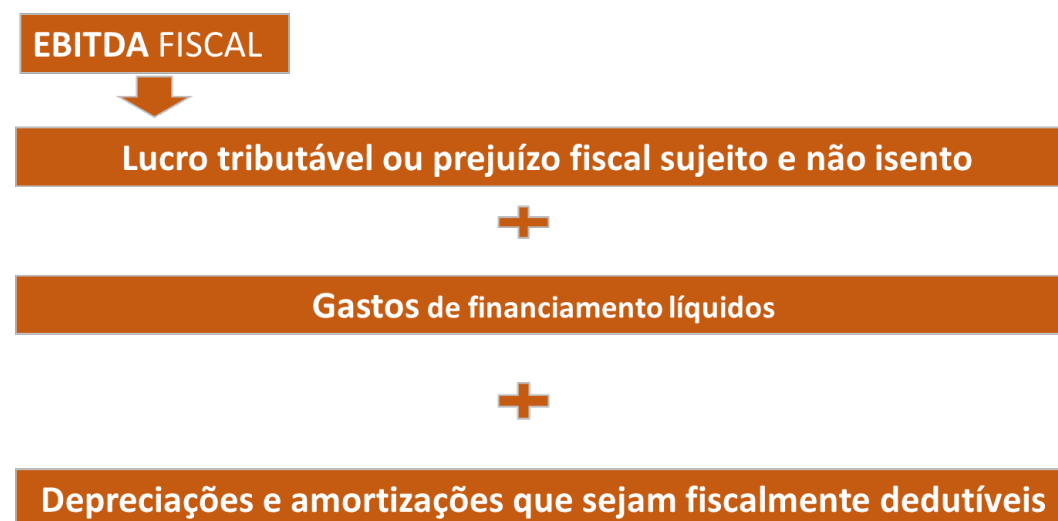 EBITDA FISCAL
Lucro tributável ou prejuízo fiscal sujeito e não isento
Gastos de financiamento líquidos
Depreciações e amortizações que sejam fiscalmente dedutíveis